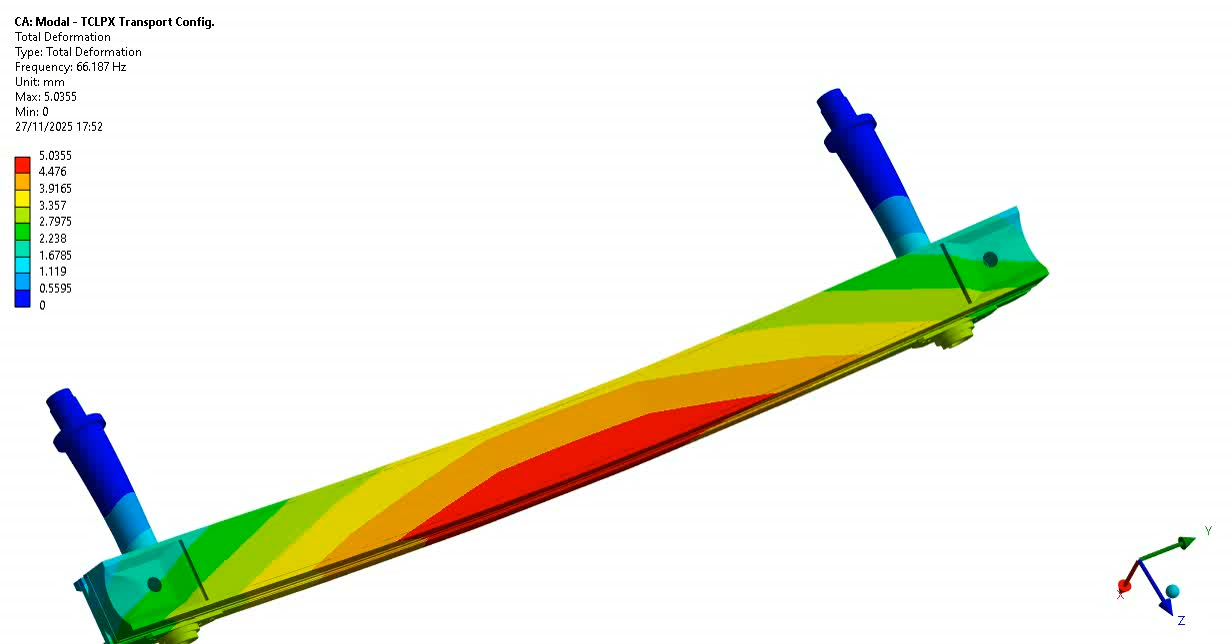 CA: Modal - TCLPX Transport Config.
Total Deformation
Type: Total Deformation
Frequency: 66.187 Hz
Unit: mm
Max: 5.0355
Min: 0
27/11/2025 17:52
5.0355
4.476
3.9165
3.357
2.7975
2.238
1.6785
1.119
0.5595
0
Y
X
Z